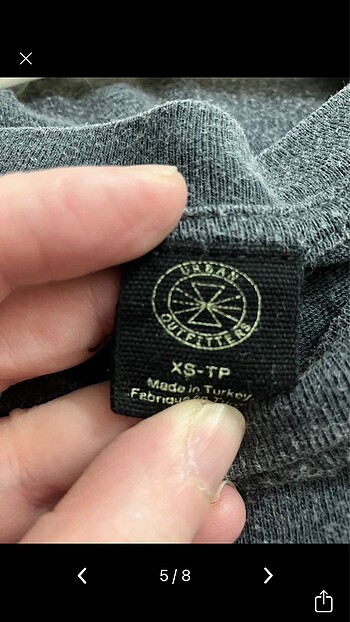 URBAN
OUTFITTERS
XS-TP
Made in Turkey
5/8